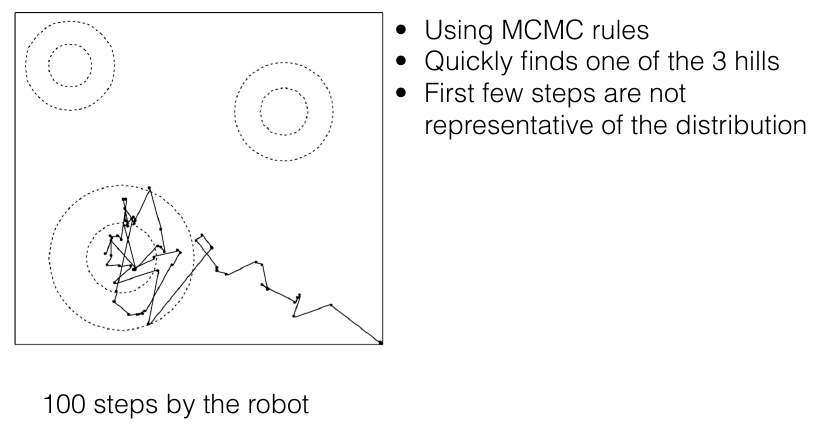 • Using MCMC rules
• Quickly finds one of the 3 hills
• First few steps are not
representative of the distribution
100 steps by the robot